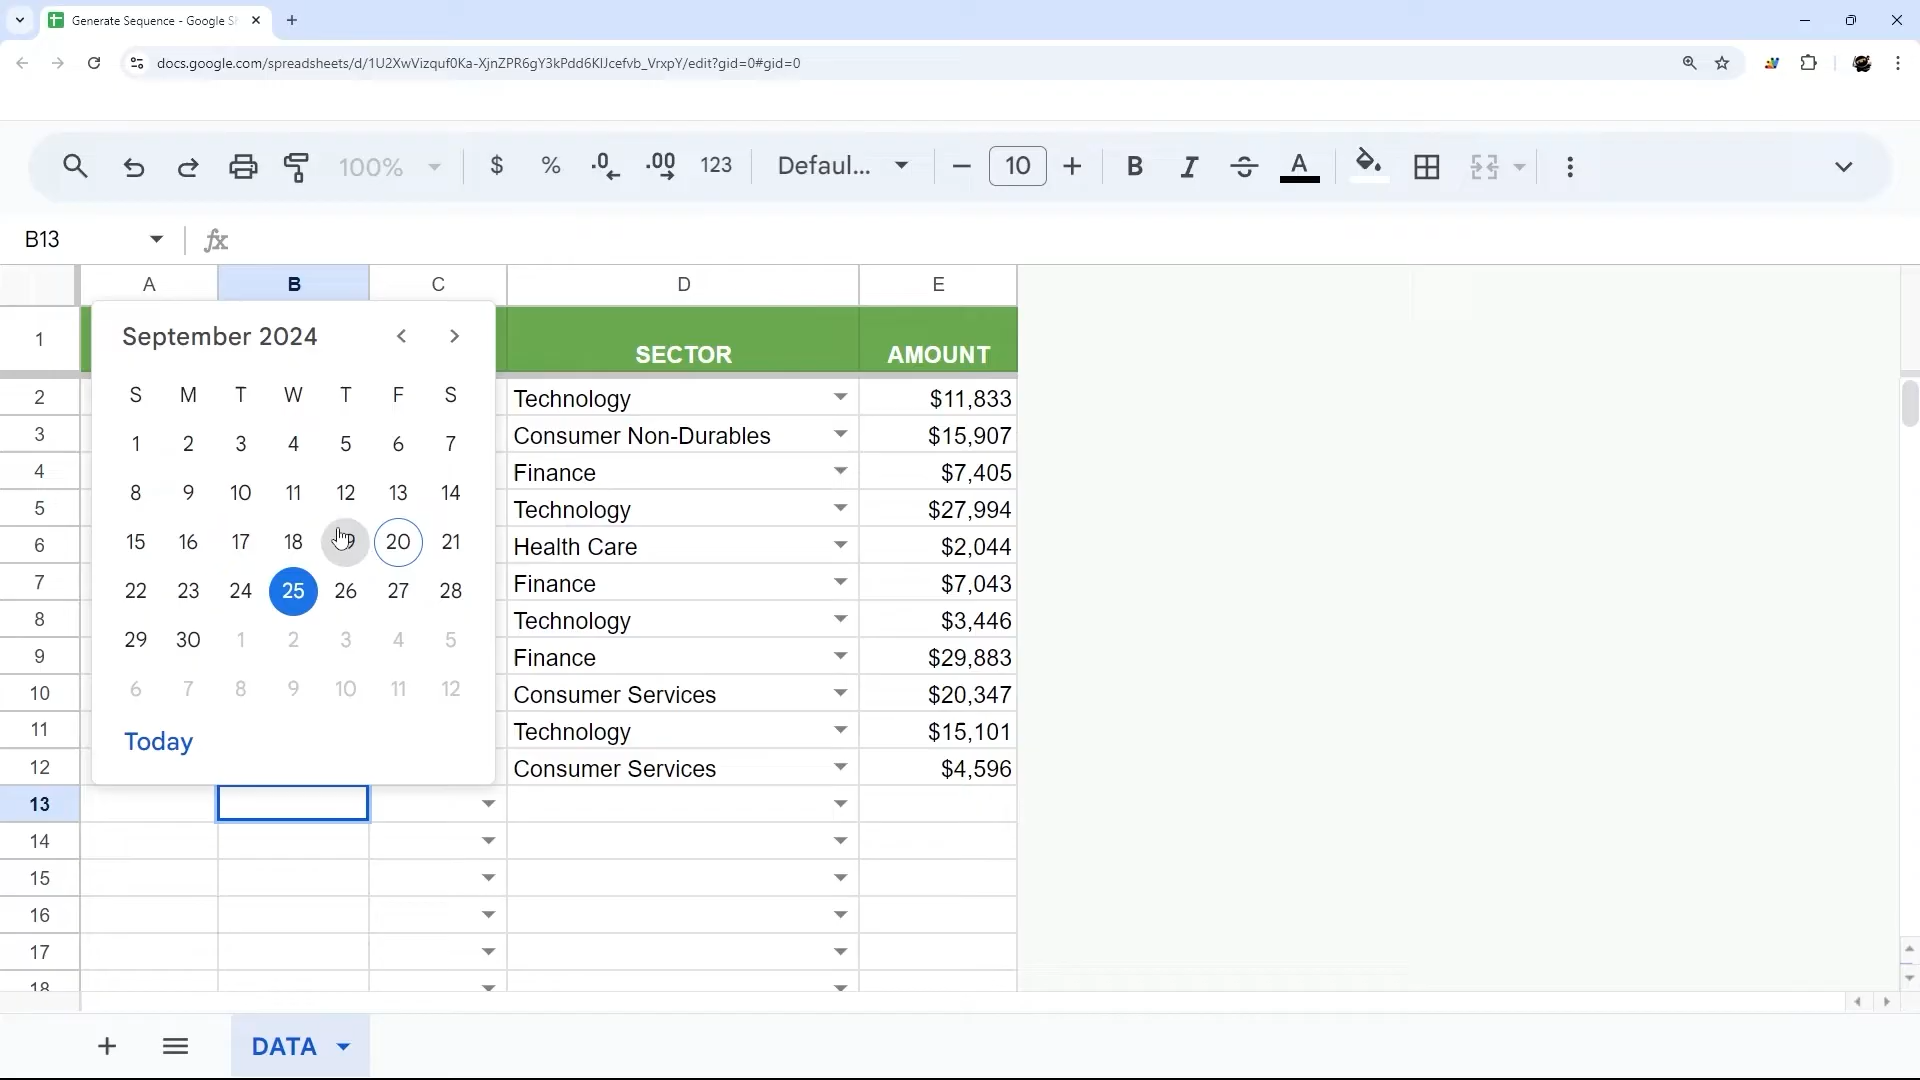 Generate Sequence - Google S
docs.google.com/spreadsheets/d/1U2XwVizquf0Ka-XjnZPR6gY3kPdd6KlJcefvb_VrxpY/edit?gid=0#gid=0
100% $ % .0 .00 123 Defaul... 10 B I A
B13 fx
A B C D E
1 SECTOR AMOUNT
September 2024
S M T W T F S
1 2 3 4 5 6 7
8 9 10 11 12 13 14
15 16 17 18 20 21
22 23 24 25 26 27 28
29 30 1 2 3 4 5
6 7 8 9 10 11 12
Today
2 Technology $11,833
3 Consumer Non-Durables $15,907
4 Finance $7,405
5 Technology $27,994
6 Health Care $2,044
7 Finance $7,043
8 Technology $3,446
9 Finance $29,883
10 Consumer Services $20,347
11 Technology $15,101
12 Consumer Services $4,596
13
14
15
16
17
18
DATA